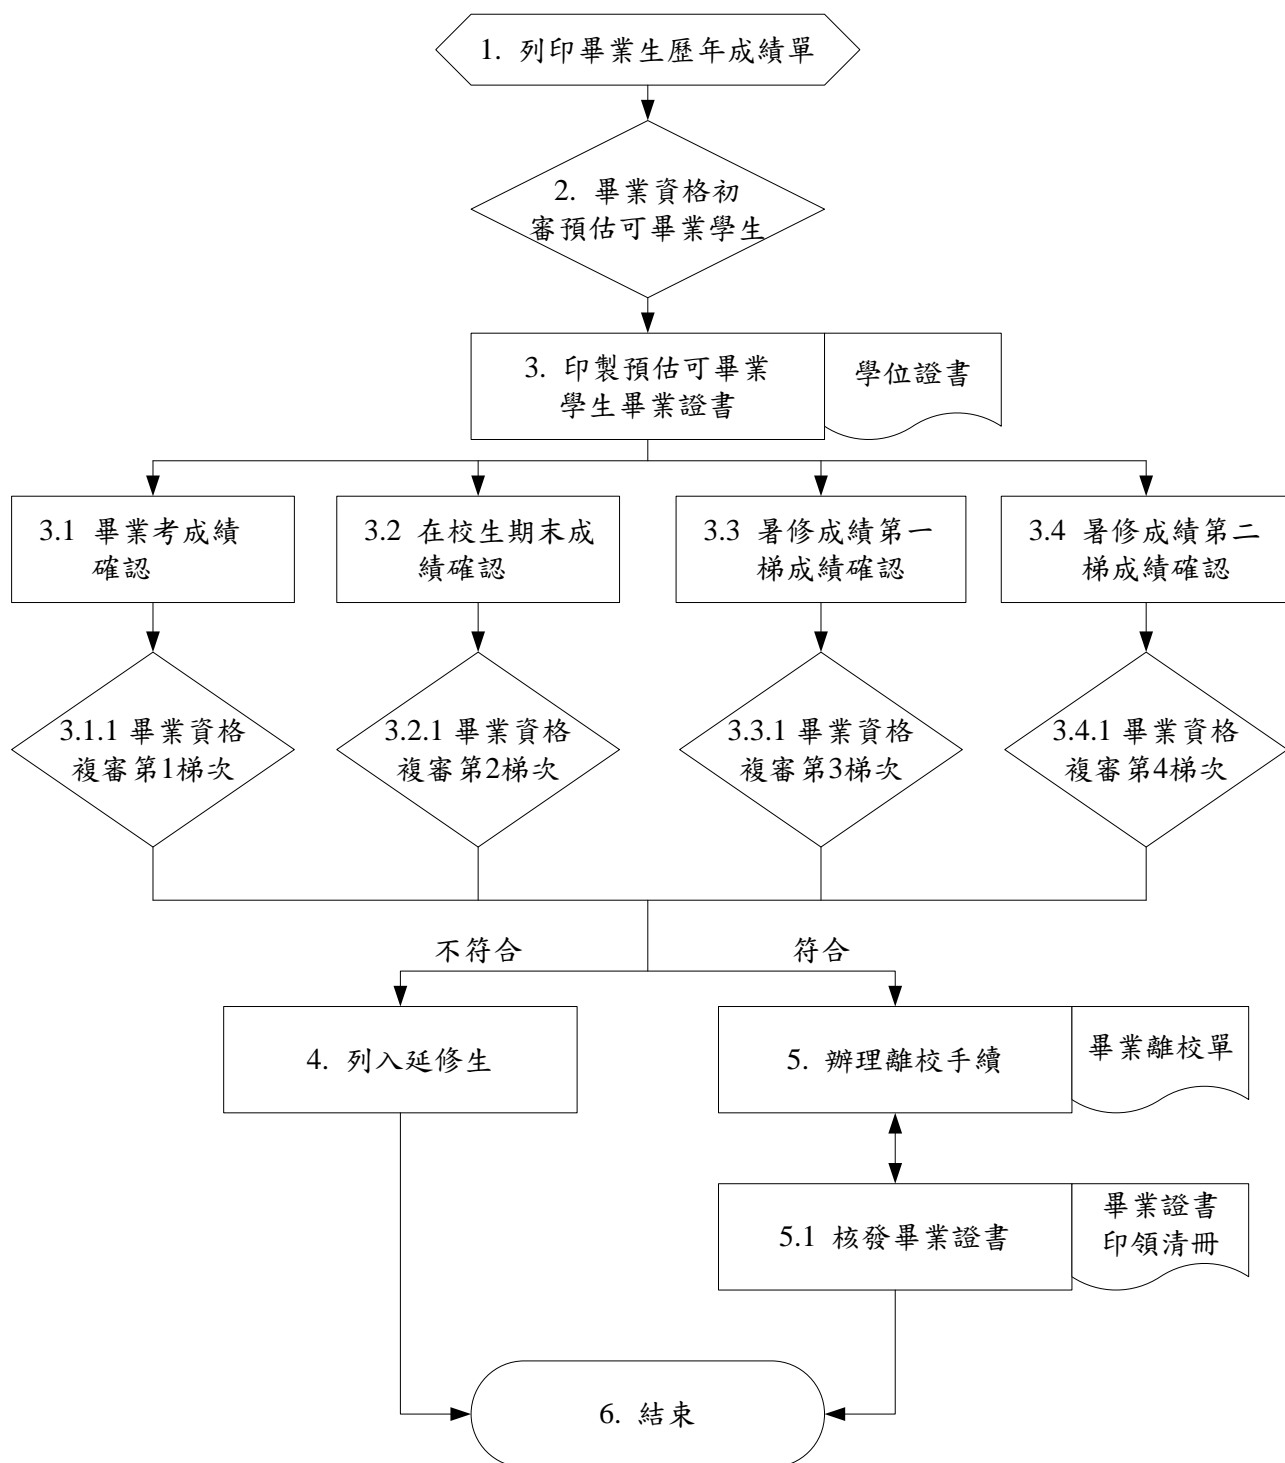 1. 列印畢業生歷年成績單
2. 畢業資格初
審預估可畢業學生
3. 印製預估可畢業
學生畢業證書
學位證書
3.1 畢業考成績
確認
3.2 在校生期末成
績確認
3.3 暑修成績第一
梯成績確認
3.4 暑修成績第二
梯成績確認
3.1.1 畢業資格
複審第1梯次
3.2.1 畢業資格
複審第2梯次
3.3.1 畢業資格
複審第3梯次
3.4.1 畢業資格
複審第4梯次
不符合
符合
4. 列入延修生
5. 辦理離校手續
畢業離校單
5.1 核發畢業證書
畢業證書
印領清冊
6. 結束